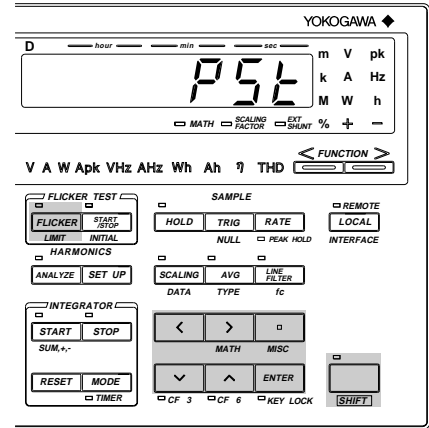 YOKOGAWA ◆
D hour min sec
m V pk
PSt
k A Hz
M W h
MATH SCALING FACTOR EXT SHUNT % + −
V A W Apk VHz AHz Wh Ah η THD
< FUNCTION >
FLICKER TEST SAMPLE REMOTE
FLICKER START /STOP HOLD TRIG RATE LOCAL
LIMIT INITIAL NULL PEAK HOLD INTERFACE
HARMONICS
ANALYZE SET UP SCALING AVG LINE FILTER
DATA TYPE fc
INTEGRATOR
START STOP < > ▫
SUM,+,- MATH MISC
RESET MODE ∨ ∧ ENTER
TIMER CF 3 CF 6 KEY LOCK SHIFT